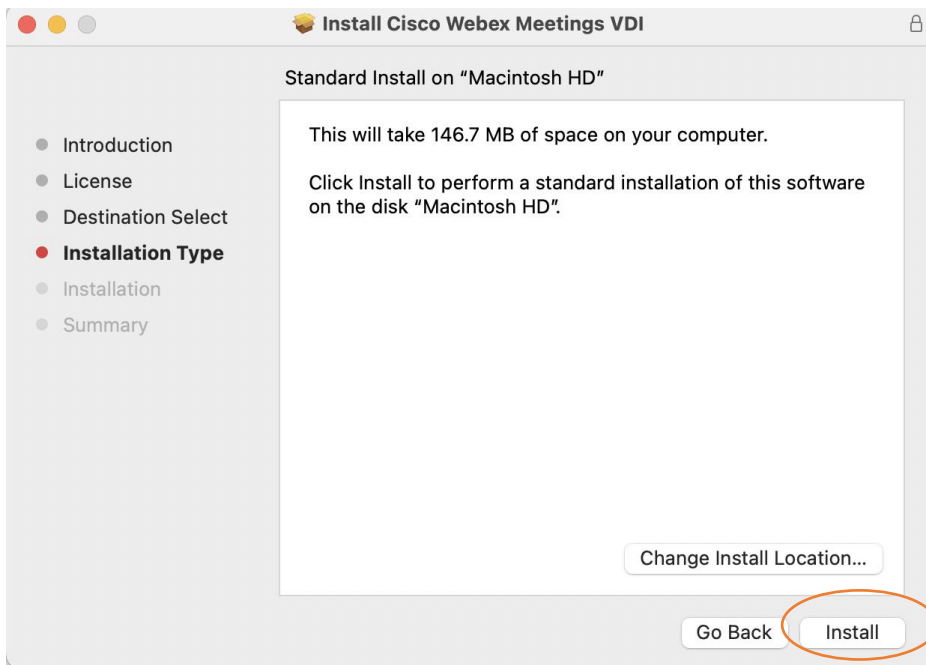 Install Cisco Webex Meetings VDI
Standard Install on “Macintosh HD”
Introduction
License
Destination Select
Installation Type
Installation
Summary
This will take 146.7 MB of space on your computer.
Click Install to perform a standard installation of this software
on the disk “Macintosh HD”.
Change Install Location...
Go Back
Install